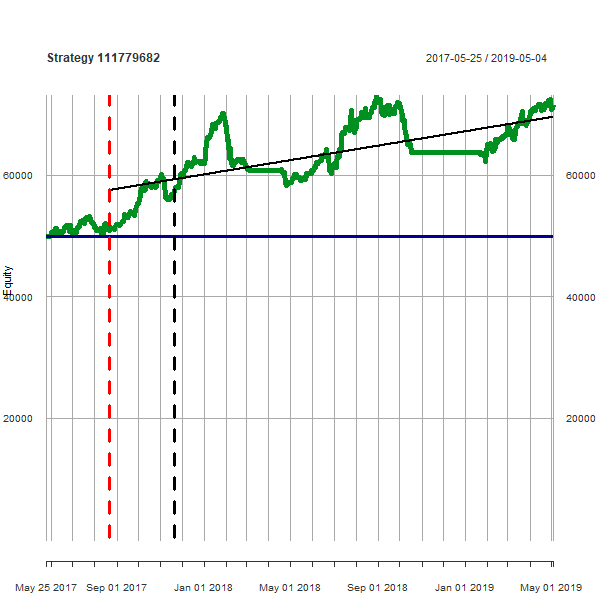 Strategy 111779682
2017-05-25 / 2019-05-04
60000
60000
Equity
40000
40000
20000
20000
May 25 2017
Sep 01 2017
Jan 01 2018
May 01 2018
Sep 01 2018
Jan 01 2019
May 01 2019